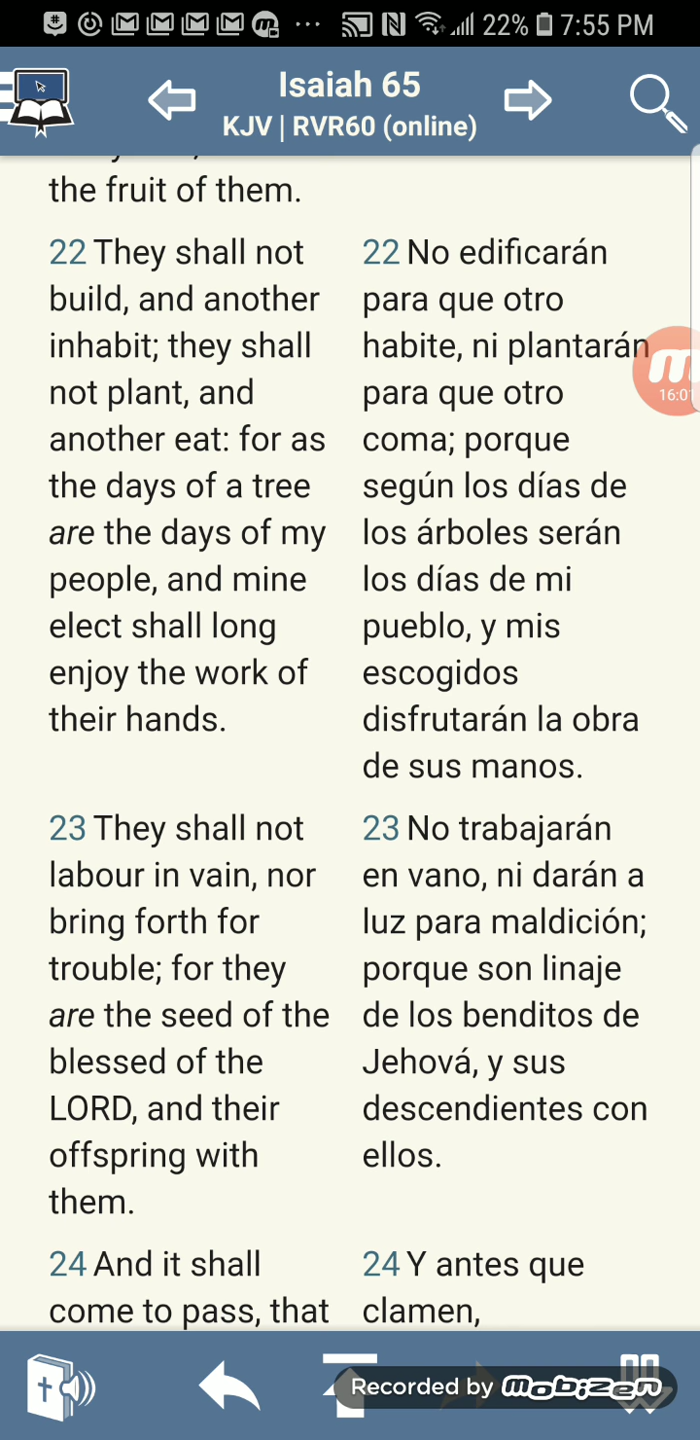 22% 7:55 PM
Isaiah 65
KJV | RVR60 (online)
the fruit of them.
22 They shall not
build, and another
inhabit; they shall
not plant, and
another eat: for as
the days of a tree
are the days of my
people, and mine
elect shall long
enjoy the work of
their hands.
22 No edificarán
para que otro
habite, ni plantarán
para que otro
coma; porque
según los días de
los árboles serán
los días de mi
pueblo, y mis
escogidos
disfrutarán la obra
de sus manos.
16:01
23 They shall not
labour in vain, nor
bring forth for
trouble; for they
are the seed of the
blessed of the
LORD, and their
offspring with
them.
23 No trabajarán
en vano, ni darán a
luz para maldición;
porque son linaje
de los benditos de
Jehová, y sus
descendientes con
ellos.
24 And it shall
come to pass, that
24 Y antes que
clamen,
Recorded by Mobizen